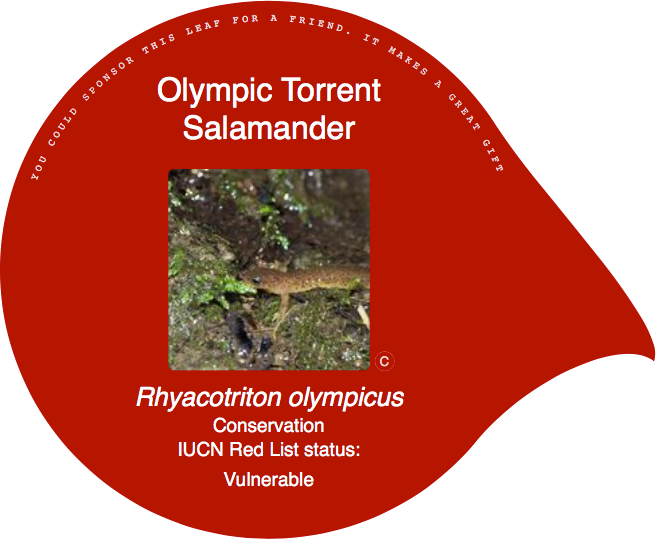 YOU COULD SPONSOR THIS LEAF FOR A FRIEND. IT MAKES A GREAT GIFT
Olympic Torrent
Salamander
C
Rhyacotriton olympicus
Conservation
IUCN Red List status:
Vulnerable